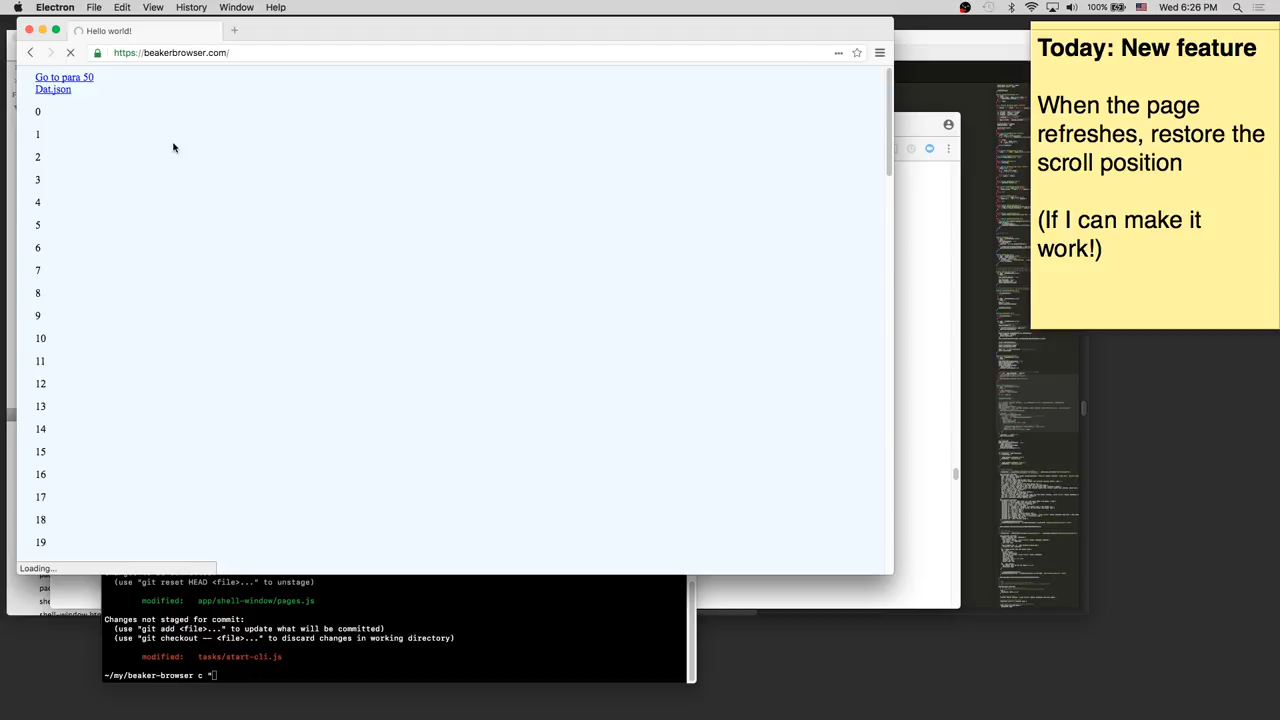 Electron File Edit View History Window Help
100% Wed 6:26 PM
Hello world!
https://beakerbrowser.com/
Go to para 50
Dat.json
0
1
2
3
4
5
6
7
8
9
10
11
12
13
14
15
16
17
18
19
Loading...
Today: New feature
When the page
refreshes, restore the
scroll position
(If I can make it
work!)
(use "git reset HEAD <file>..." to unstage)
modified: app/shell-window/pages.js
Changes not staged for commit:
(use "git add <file>..." to update what will be committed)
(use "git checkout -- <file>..." to discard changes in working directory)
modified: tasks/start-cli.js
~/my/beaker-browser c "